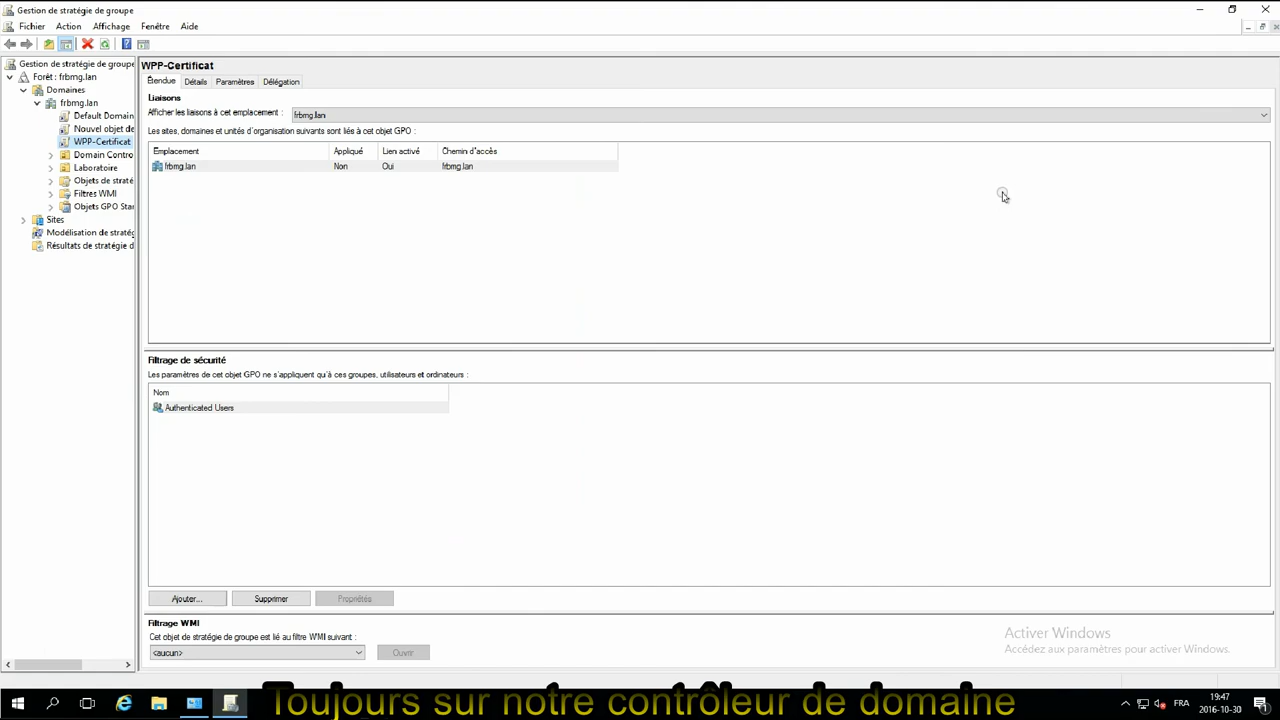 Gestion de stratégie de groupe
Fichier Action Affichage Fenêtre Aide
Gestion de stratégie de groupe
Forêt : frbmg.lan
Domaines
frbmg.lan
Default Domain
Nouvel objet de
WPP-Certificat
Domain Contro
Laboratoire
Objets de straté
Filtres WMI
Objets GPO Star
Sites
Modélisation de straté
Résultats de stratégie d
WPP-Certificat
Étendue Détails Paramètres Délégation
Liaisons
Afficher les liaisons à cet emplacement : frbmg.lan
Les sites, domaines et unités d'organisation suivants sont liés à cet objet GPO :
Emplacement Appliqué Lien activé Chemin d'accès
frbmg.lan Non Oui frbmg.lan
Filtrage de sécurité
Les paramètres de cet objet GPO ne s'appliquent qu'à ces groupes, utilisateurs et ordinateurs :
Nom
Authenticated Users
Ajouter... Supprimer Propriétés
Filtrage WMI
Cet objet de stratégie de groupe est lié au filtre WMI suivant :
<aucun> Ouvrir
Activer Windows
Accédez aux paramètres pour activer Windows.
Toujours sur notre contrôleur de domaine
FRA
19:47
2016-10-30